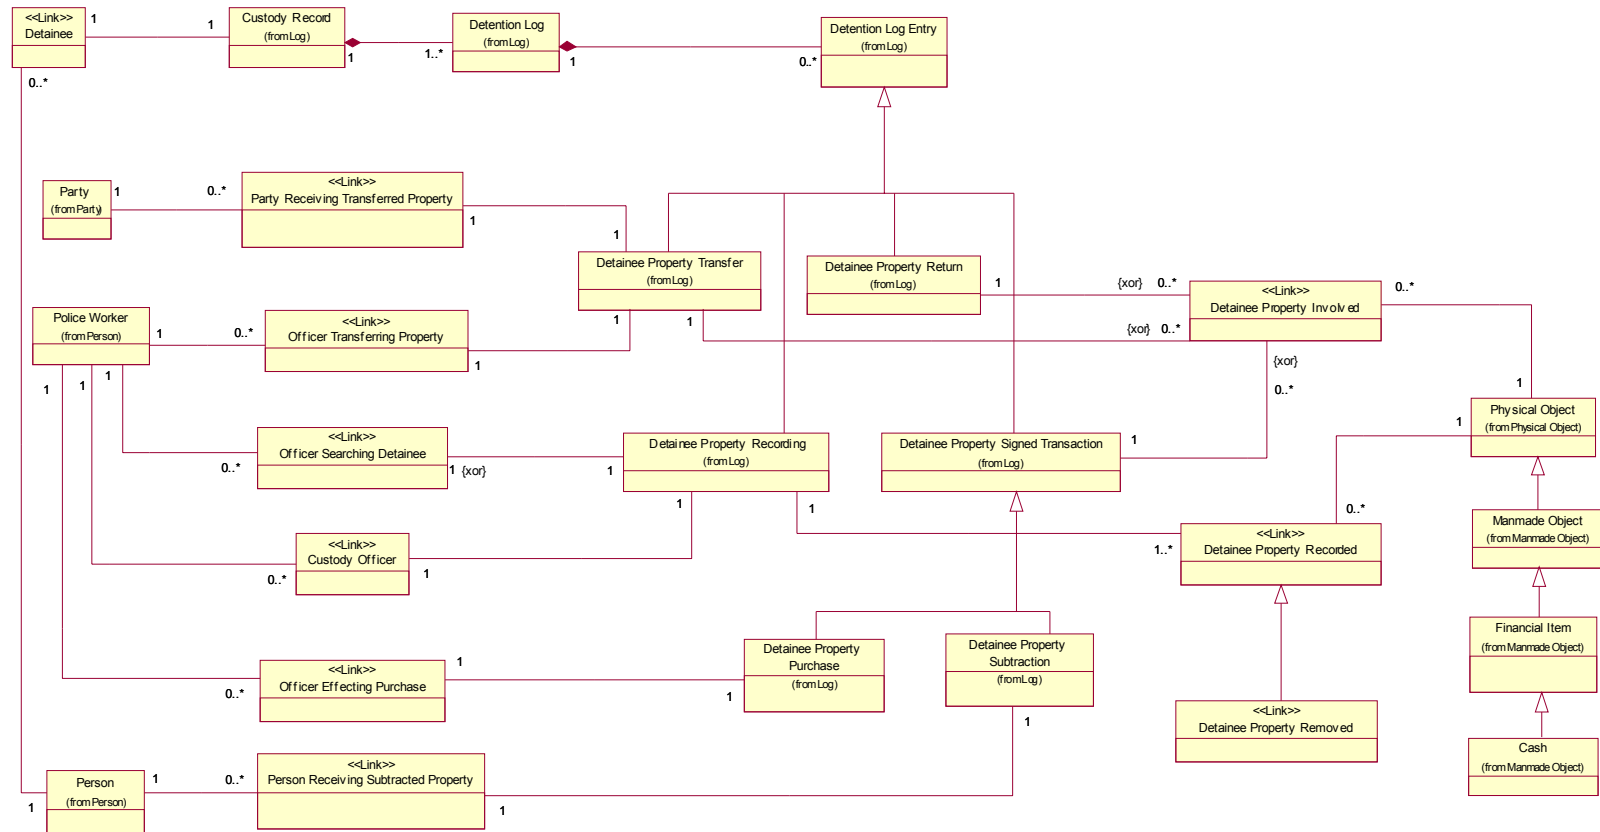 <<Link>>
Detainee
1
1
0..*
Custody Record
(from Log)
1
1..*
Detention Log
(from Log)
1
0..*
Detention Log Entry
(from Log)
Party
(from Party)
1
0..*
<<Link>>
Party Receiving Transferred Property
1
1
Detainee Property Transfer
(from Log)
1
1
Detainee Property Return
(from Log)
1
{xor} 0..*
{xor} 0..*
<<Link>>
Detainee Property Involved
0..*
{xor}
0..*
1
Police Worker
(from Person)
1
0..*
<<Link>>
Officer Transferring Property
1
1
1
1
Physical Object
(from Physical Object)
1
0..*
<<Link>>
Officer Searching Detainee
0..*
1 {xor}
1
Detainee Property Recording
(from Log)
1
1
Detainee Property Signed Transaction
(from Log)
1
Manmade Object
(from Manmade Object)
<<Link>>
Custody Officer
0..*
1
1..*
<<Link>>
Detainee Property Recorded
Financial Item
(from Manmade Object)
<<Link>>
Officer Effecting Purchase
0..*
1
1
Detainee Property
Purchase
(from Log)
Detainee Property
Subtraction
(from Log)
1
<<Link>>
Detainee Property Removed
Cash
(from Manmade Object)
Person
(from Person)
1
1
0..*
<<Link>>
Person Receiving Subtracted Property
1